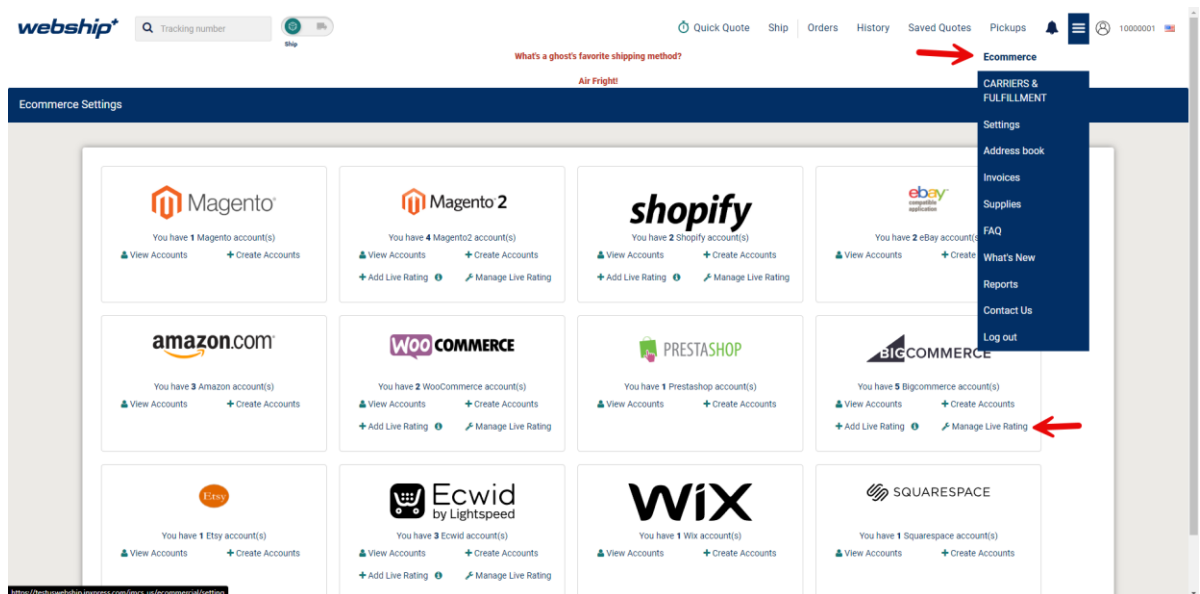 webship+
Tracking number
Ship
Quick Quote
Ship
Orders
History
Saved Quotes
Pickups
10000001
What's a ghost's favorite shipping method?
Air Fright!
Ecommerce
CARRIERS &
FULFILLMENT
Settings
Address book
Invoices
Supplies
FAQ
What's New
Reports
Contact Us
Log out
Ecommerce Settings
Magento
You have 1 Magento account(s)
View Accounts
Create Accounts
Magento 2
You have 4 Magento2 account(s)
View Accounts
Create Accounts
Add Live Rating
Manage Live Rating
shopify
You have 2 Shopify account(s)
View Accounts
Create Accounts
Add Live Rating
Manage Live Rating
ebay
compatible
application
You have 2 eBay account(s
View Accounts
Create
amazon.com
You have 3 Amazon account(s)
View Accounts
Create Accounts
WOO COMMERCE
You have 2 WooCommerce account(s)
View Accounts
Create Accounts
Add Live Rating
Manage Live Rating
PRESTASHOP
You have 1 Prestashop account(s)
View Accounts
Create Accounts
BIGCOMMERCE
You have 5 Bigcommerce account(s)
View Accounts
Create Accounts
Add Live Rating
Manage Live Rating
Etsy
You have 1 Etsy account(s)
View Accounts
Create Accounts
Ecwid
by Lightspeed
You have 3 Ecwid account(s)
View Accounts
Create Accounts
Add Live Rating
Manage Live Rating
WiX
You have 1 Wix account(s)
View Accounts
Create Accounts
SQUARESPACE
You have 1 Squarespace account(s)
View Accounts
Create Accounts
https://testuswebship.inxpress.com/imcs_us/ecommercial/setting